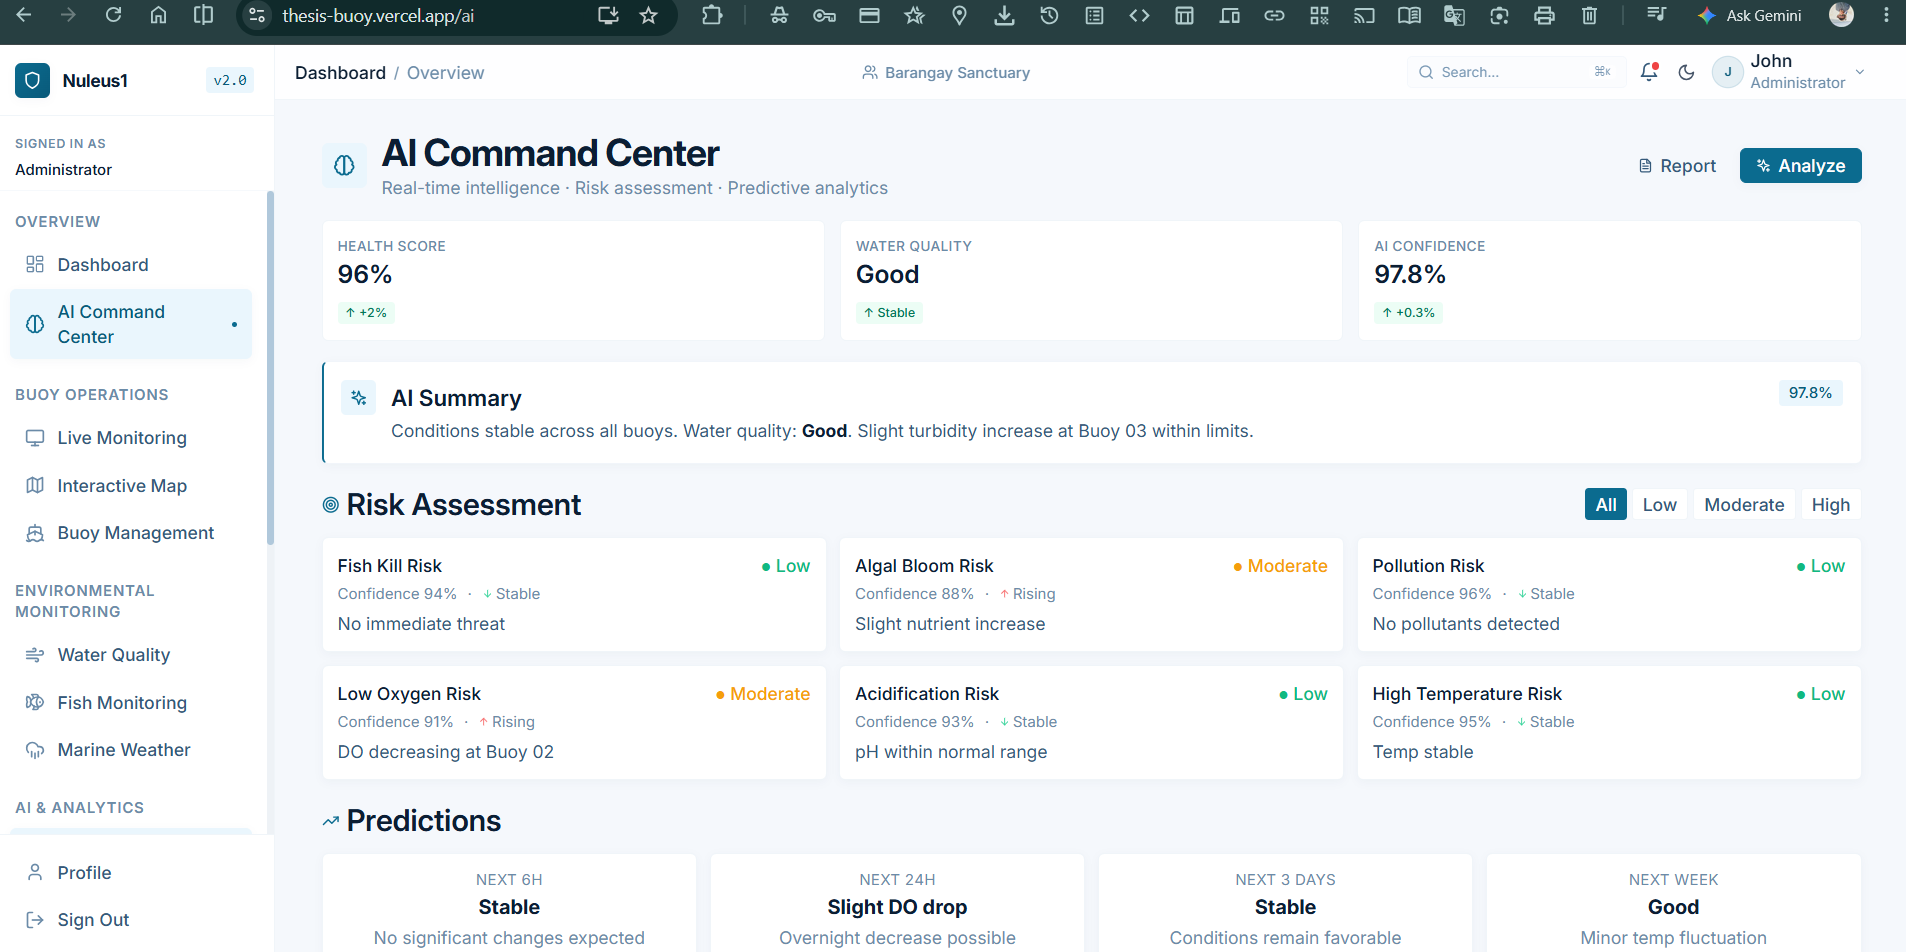 thesis-buoy.vercel.app/ai
Ask Gemini
Nuleus1
v2.0
SIGNED IN AS
Administrator
OVERVIEW
Dashboard
AI Command
Center
BUOY OPERATIONS
Live Monitoring
Interactive Map
Buoy Management
ENVIRONMENTAL
MONITORING
Water Quality
Fish Monitoring
Marine Weather
AI & ANALYTICS
Profile
Sign Out
Dashboard / Overview
Barangay Sanctuary
Search...
⌘K
J
John
Administrator
AI Command Center
Real-time intelligence · Risk assessment · Predictive analytics
Report
Analyze
HEALTH SCORE
96%
↑ +2%
WATER QUALITY
Good
↑ Stable
AI CONFIDENCE
97.8%
↑ +0.3%
AI Summary
97.8%
Conditions stable across all buoys. Water quality: Good. Slight turbidity increase at Buoy 03 within limits.
Risk Assessment
All Low Moderate High
Fish Kill Risk
Low
Confidence 94% · ↓ Stable
No immediate threat
Algal Bloom Risk
Moderate
Confidence 88% · ↑ Rising
Slight nutrient increase
Pollution Risk
Low
Confidence 96% · ↓ Stable
No pollutants detected
Low Oxygen Risk
Moderate
Confidence 91% · ↑ Rising
DO decreasing at Buoy 02
Acidification Risk
Low
Confidence 93% · ↓ Stable
pH within normal range
High Temperature Risk
Low
Confidence 95% · ↓ Stable
Temp stable
Predictions
NEXT 6H
Stable
No significant changes expected
NEXT 24H
Slight DO drop
Overnight decrease possible
NEXT 3 DAYS
Stable
Conditions remain favorable
NEXT WEEK
Good
Minor temp fluctuation